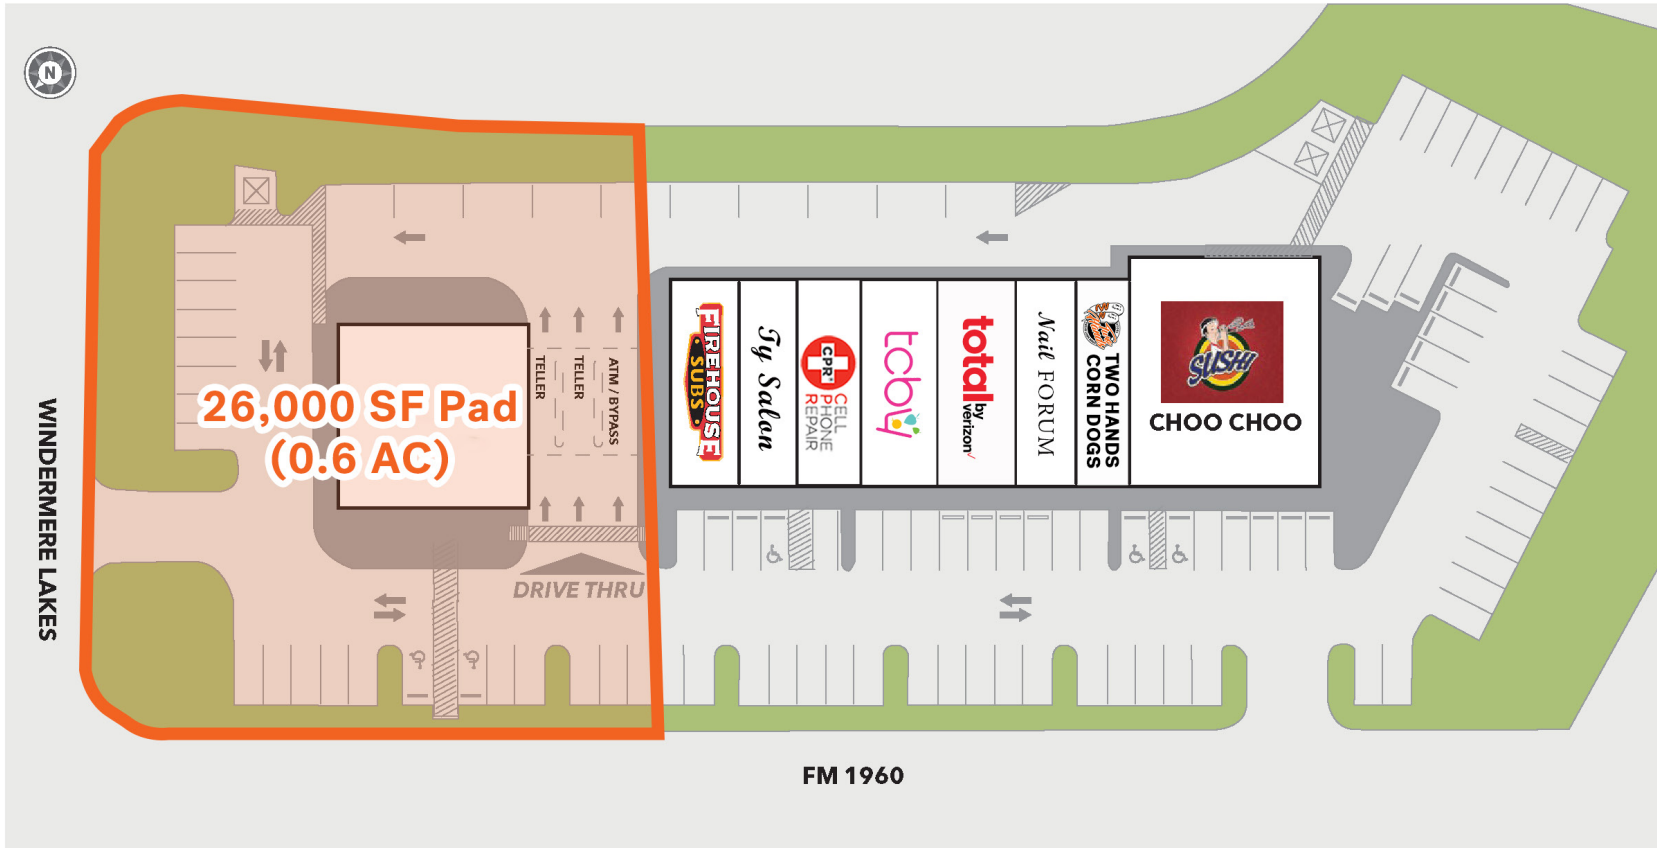 N
26,000 SF Pad
(0.6 AC)
TELLER
TELLER
ATM / BYPASS
DRIVE THRU
WINDERMERE LAKES
FIREHOUSE
SUBS
Ty Salon
CPR
CELL
PHONE
REPAIR
tcby
total
by
verizon
Nail FORUM
TWO HANDS
CORN DOGS
SUSHI
CHOO CHOO
FM 1960